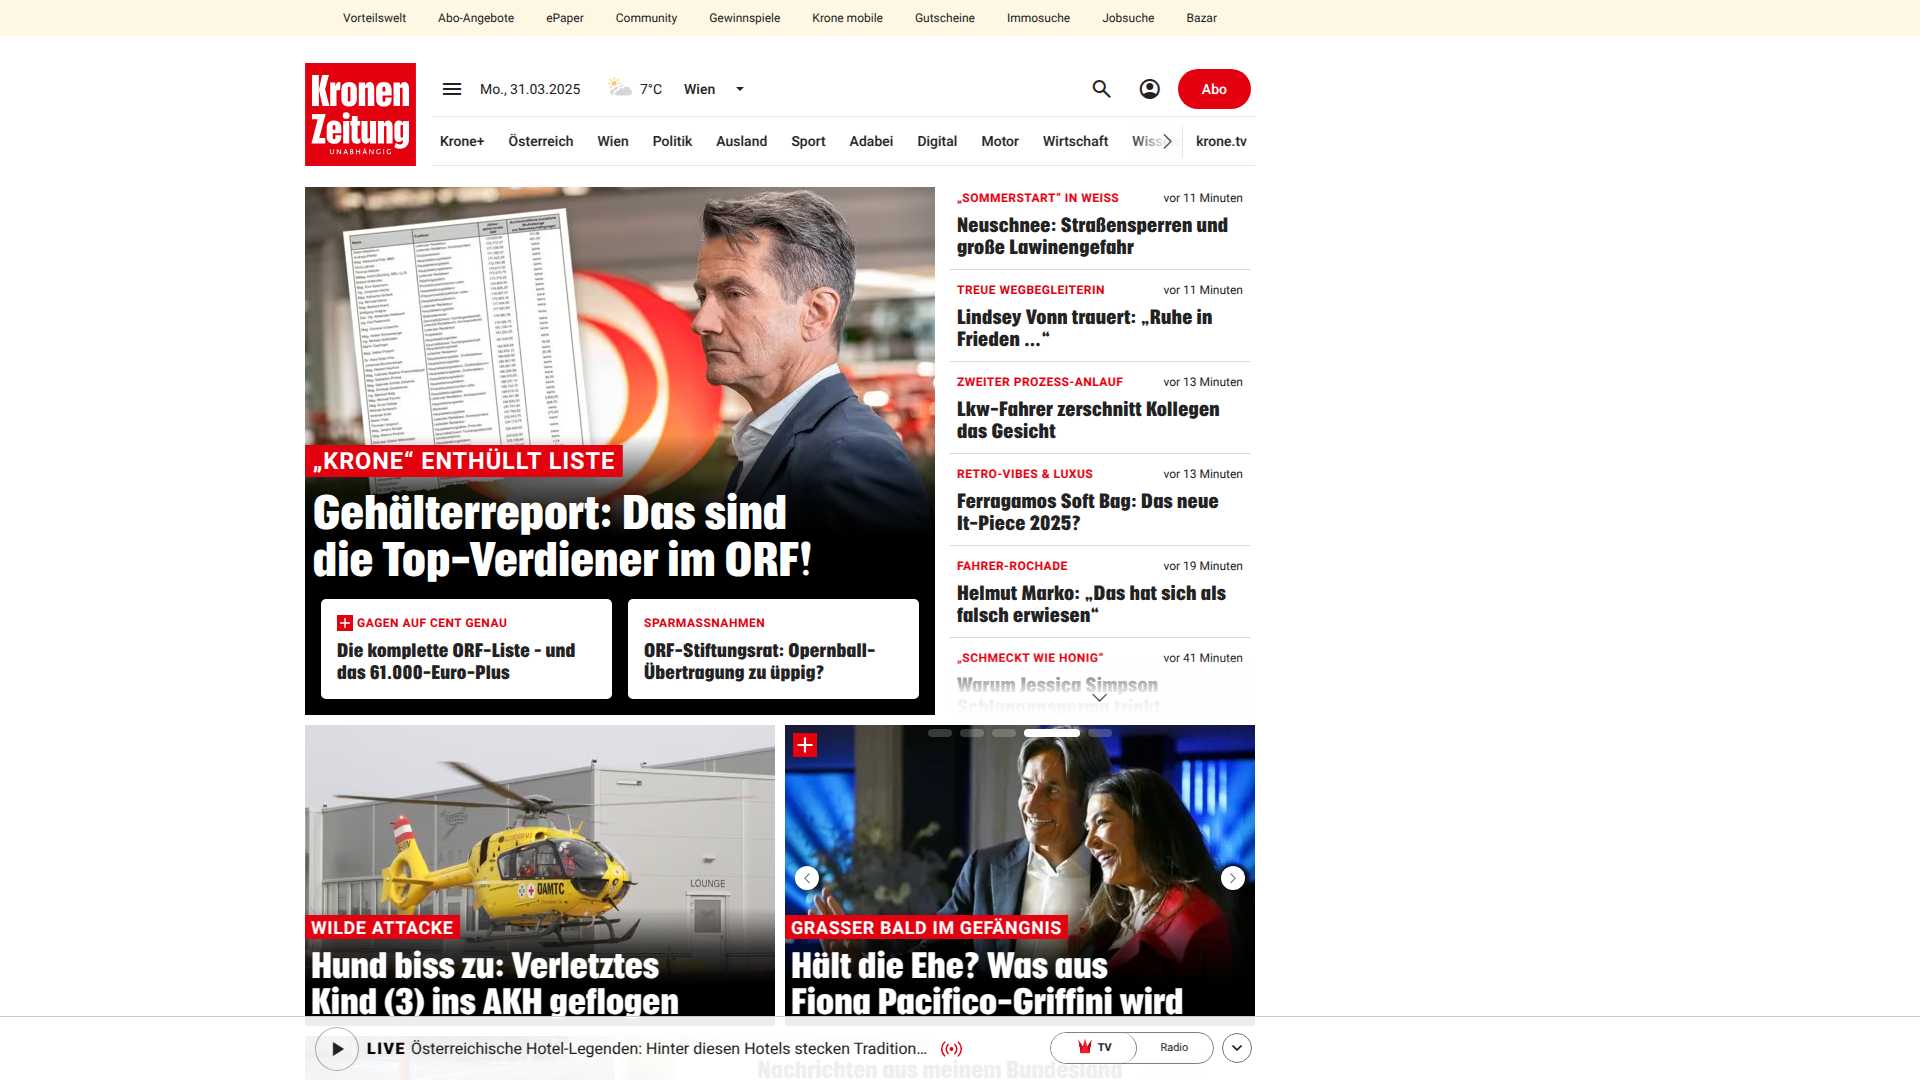 Vorteilswelt Abo-Angebote ePaper Community Gewinnspiele Krone mobile Gutscheine Immosuche Jobsuche Bazar
Kronen
Zeitung
UNABHÄNGIG
Mo., 31.03.2025 7°C Wien
Abo
Krone+ Österreich Wien Politik Ausland Sport Adabei Digital Motor Wirtschaft krone.tv
„KRONE“ ENTHÜLLT LISTE
Gehälterreport: Das sind
die Top-Verdiener im ORF!
GAGEN AUF CENT GENAU
Die komplette ORF-Liste - und
das 61.000-Euro-Plus
SPARMASSNAHMEN
ORF-Stiftungsrat: Opernball-
Übertragung zu üppig?
„SOMMERSTART“ IN WEISS vor 11 Minuten
Neuschnee: Straßensperren und
große Lawinengefahr
TREUE WEGBEGLEITERIN vor 11 Minuten
Lindsey Vonn trauert: „Ruhe in
Frieden ...“
ZWEITER PROZESS-ANLAUF vor 13 Minuten
Lkw-Fahrer zerschnitt Kollegen
das Gesicht
RETRO-VIBES & LUXUS vor 13 Minuten
Ferragamos Soft Bag: Das neue
It-Piece 2025?
FAHRER-ROCHADE vor 19 Minuten
Helmut Marko: „Das hat sich als
falsch erwiesen“
„SCHMECKT WIE HONIG“ vor 41 Minuten
Warum Jessica Simpson
Schlangensperma trinkt
ÖAMTC
LOUNGE
WILDE ATTACKE
Hund biss zu: Verletztes
Kind (3) ins AKH geflogen
GRASSER BALD IM GEFÄNGNIS
Hält die Ehe? Was aus
Fiona Pacifico-Griffini wird
LIVE Österreichische Hotel-Legenden: Hinter diesen Hotels stecken Tradition...
TV Radio
Nachrichten aus meinem Bundesland